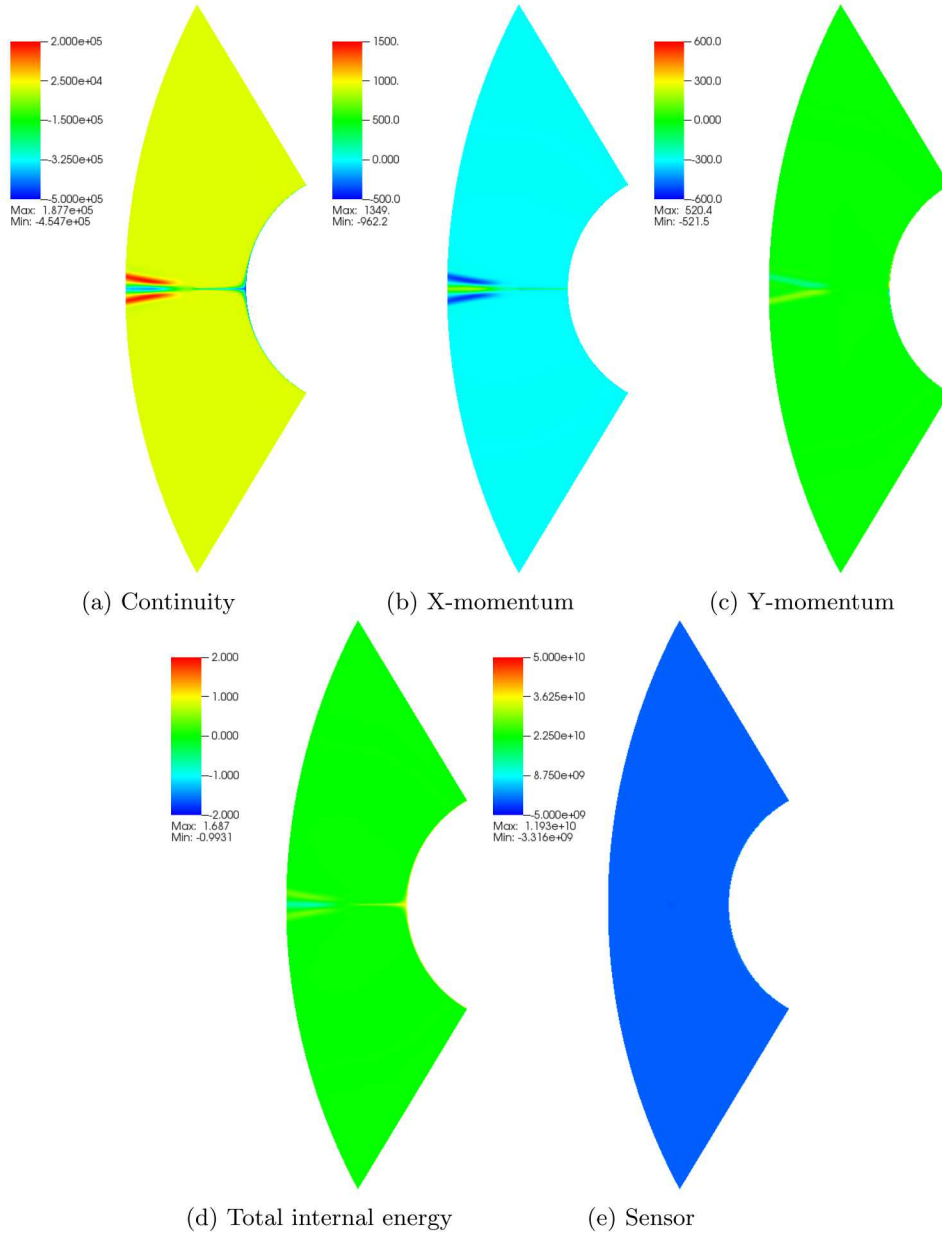 2.000e+05
2.500e+04
-1.500e+05
-3.250e+05
-5.000e+05
Max: 1.877e+05
Min: -4.547e+05
(a) Continuity
1500.
1000.
500.0
0.000
-500.0
Max: 1349.
Min: -962.2
(b) X-momentum
600.0
300.0
0.000
-300.0
-600.0
Max: 520.4
Min: -521.5
(c) Y-momentum
2.000
1.000
0.000
-1.000
-2.000
Max: 1.687
Min: -0.9931
(d) Total internal energy
5.000e+10
3.625e+10
2.250e+10
8.750e+09
-5.000e+09
Max: 1.193e+10
Min: -3.316e+09
(e) Sensor